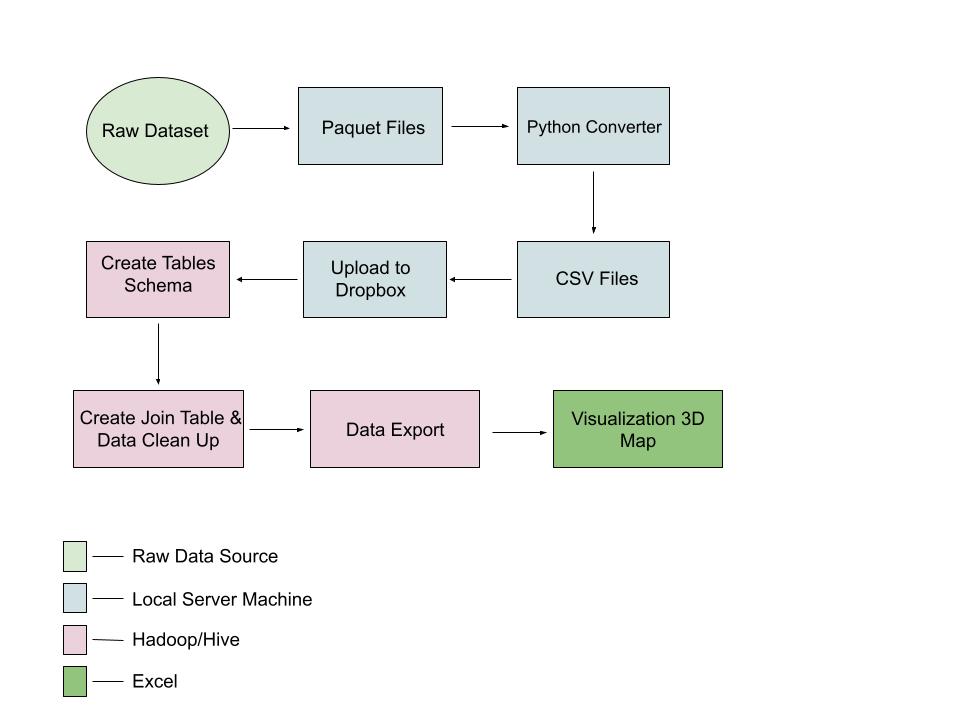 Raw Dataset
Paquet Files
Python Converter
Create Tables
Schema
Upload to
Dropbox
CSV Files
Create Join Table &
Data Clean Up
Data Export
Visualization 3D
Map
Raw Data Source
Local Server Machine
Hadoop/Hive
Excel